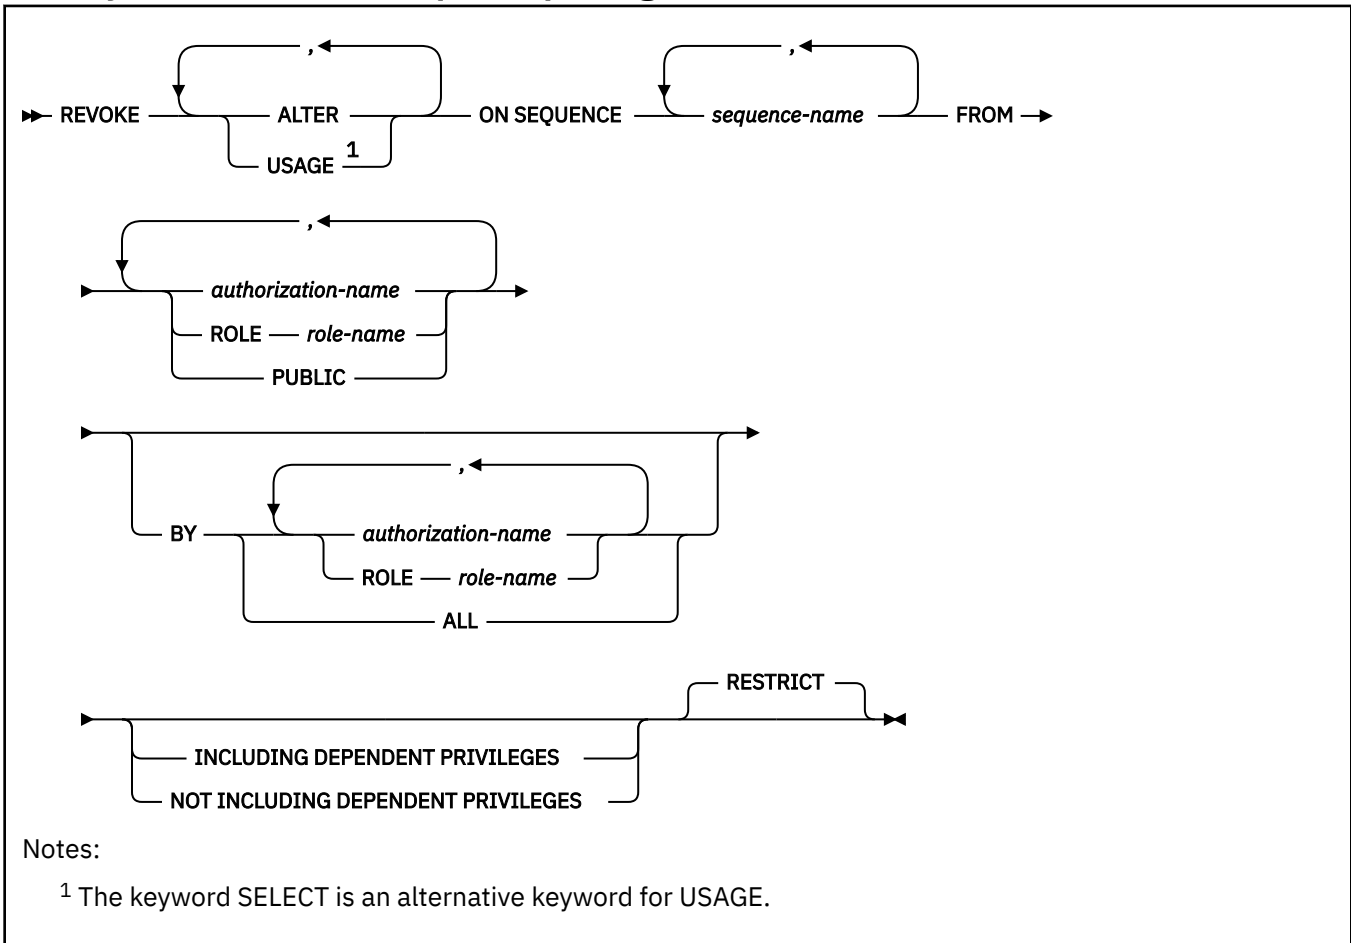 ,
,
REVOKE ALTER ON SEQUENCE sequence-name FROM
USAGE 1
,
authorization-name
ROLE role-name
PUBLIC
,
BY authorization-name
ROLE role-name
ALL
RESTRICT
INCLUDING DEPENDENT PRIVILEGES
NOT INCLUDING DEPENDENT PRIVILEGES
Notes:
1 The keyword SELECT is an alternative keyword for USAGE.